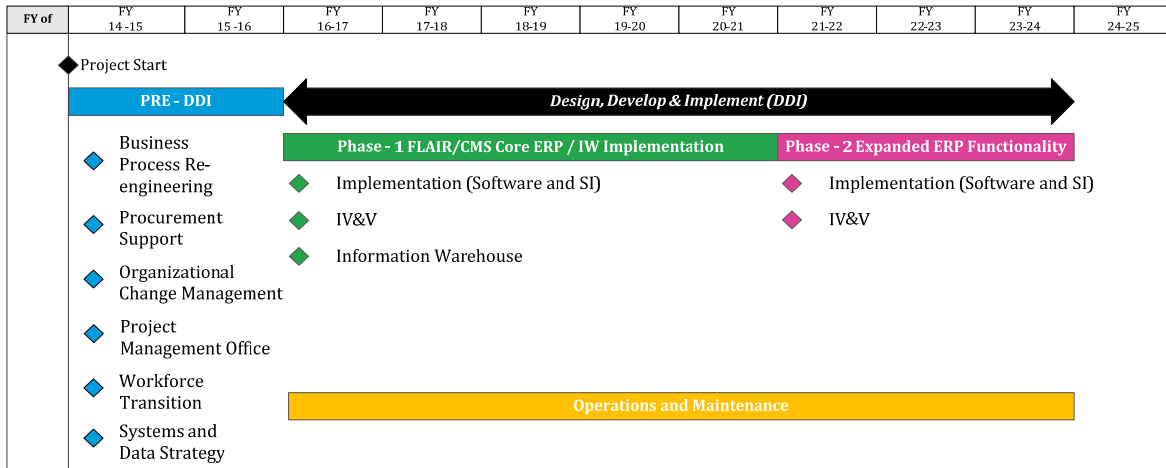 FY of
FY
14 -15
FY
15 -16
FY
16-17
FY
17-18
FY
18-19
FY
19-20
FY
20-21
FY
21-22
FY
22-23
FY
23-24
FY
24-25
Project Start
PRE - DDI
Design, Develop & Implement (DDI)
Phase - 1 FLAIR/CMS Core ERP / IW Implementation
Phase - 2 Expanded ERP Functionality
Business
Process Re-
engineering
Procurement
Support
Organizational
Change Management
Project
Management Office
Workforce
Transition
Systems and
Data Strategy
Implementation (Software and SI)
IV&V
Information Warehouse
Implementation (Software and SI)
IV&V
Operations and Maintenance